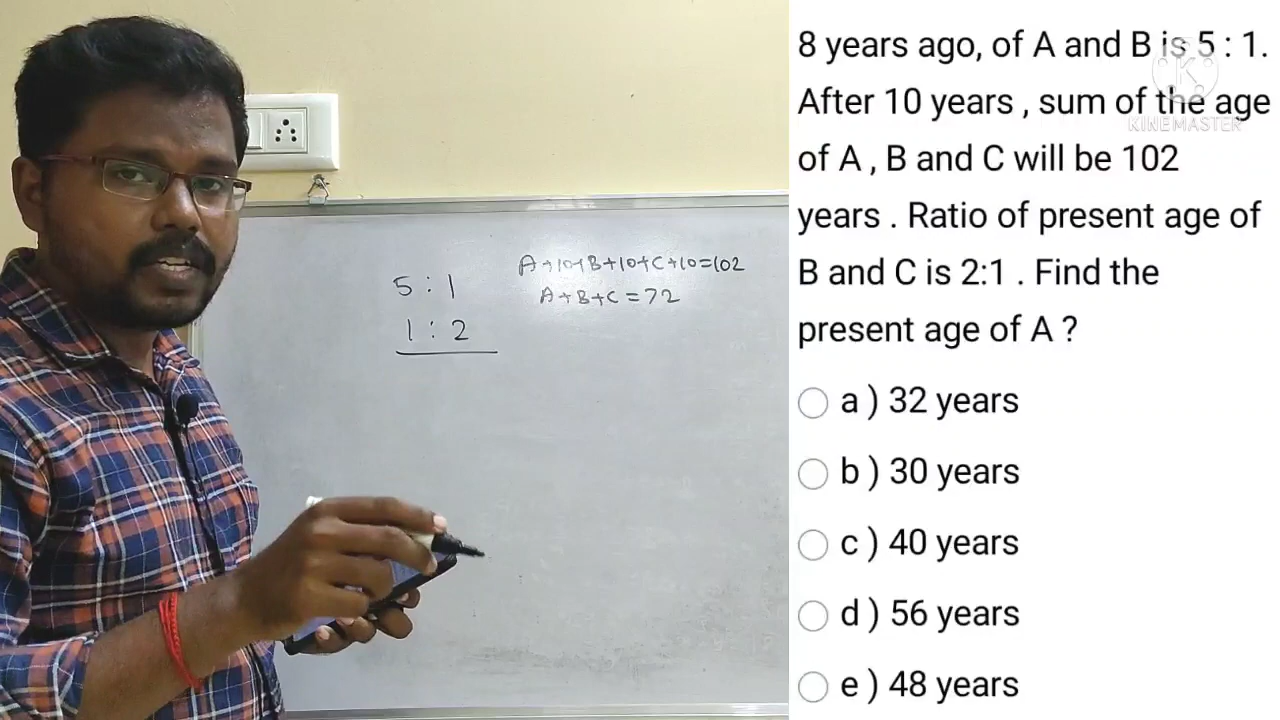 8 years ago, of A and B is 5 : 1.
After 10 years , sum of the age
of A , B and C will be 102
years . Ratio of present age of
B and C is 2:1 . Find the
present age of A ?
a ) 32 years
b ) 30 years
c ) 40 years
d ) 56 years
e ) 48 years
KINEMASTER
5 : 1
1 : 2
A+10+B+10+C+10=102
A+B+C=72